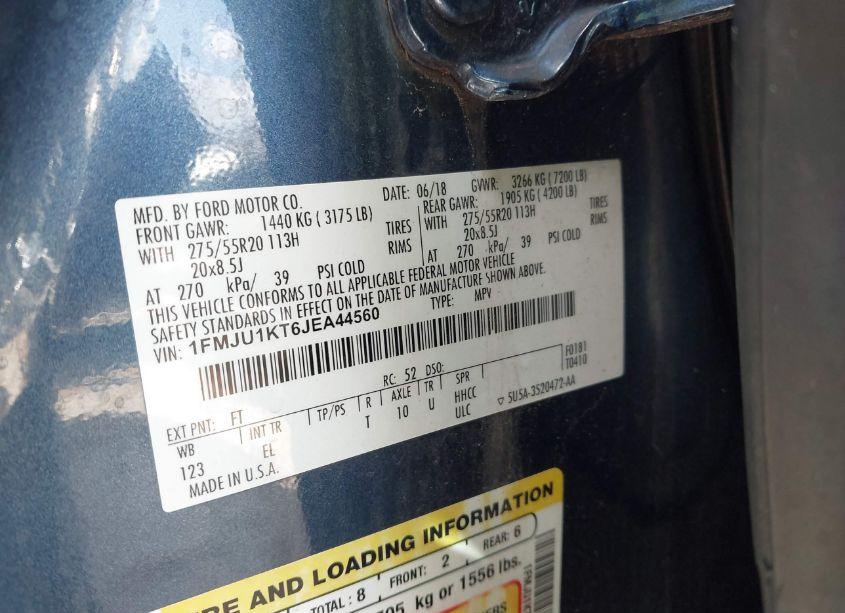 MFD. BY FORD MOTOR CO.
DATE: 06/18 GVWR: 3266 KG ( 7200 LB)
FRONT GAWR: 1440 KG ( 3175 LB) REAR GAWR: 1905 KG ( 4200 LB)
WITH 275/55R20 113H TIRES WITH 275/55R20 113H TIRES
20x8.5J RIMS 20x8.5J RIMS
AT 270 kPa/ 39 PSI COLD AT 270 kPa/ 39 PSI COLD
THIS VEHICLE CONFORMS TO ALL APPLICABLE FEDERAL MOTOR VEHICLE
SAFETY STANDARDS IN EFFECT ON THE DATE OF MANUFACTURE SHOWN ABOVE.
VIN: 1FMJU1KT6JEA44560 TYPE: MPV
F0181
T0410
EXT PNT: FT RC: 52 DSO:
WB INT TR TP/PS R AXLE TR SPR
123 EL T 10 U HHCC
ULC
▽ 5U5A-3520472-AA
MADE IN U.S.A.
AND LOADING INFORMATION
TOTAL : 8 FRONT: 2 REAR: 6
kg or 1556 lbs.